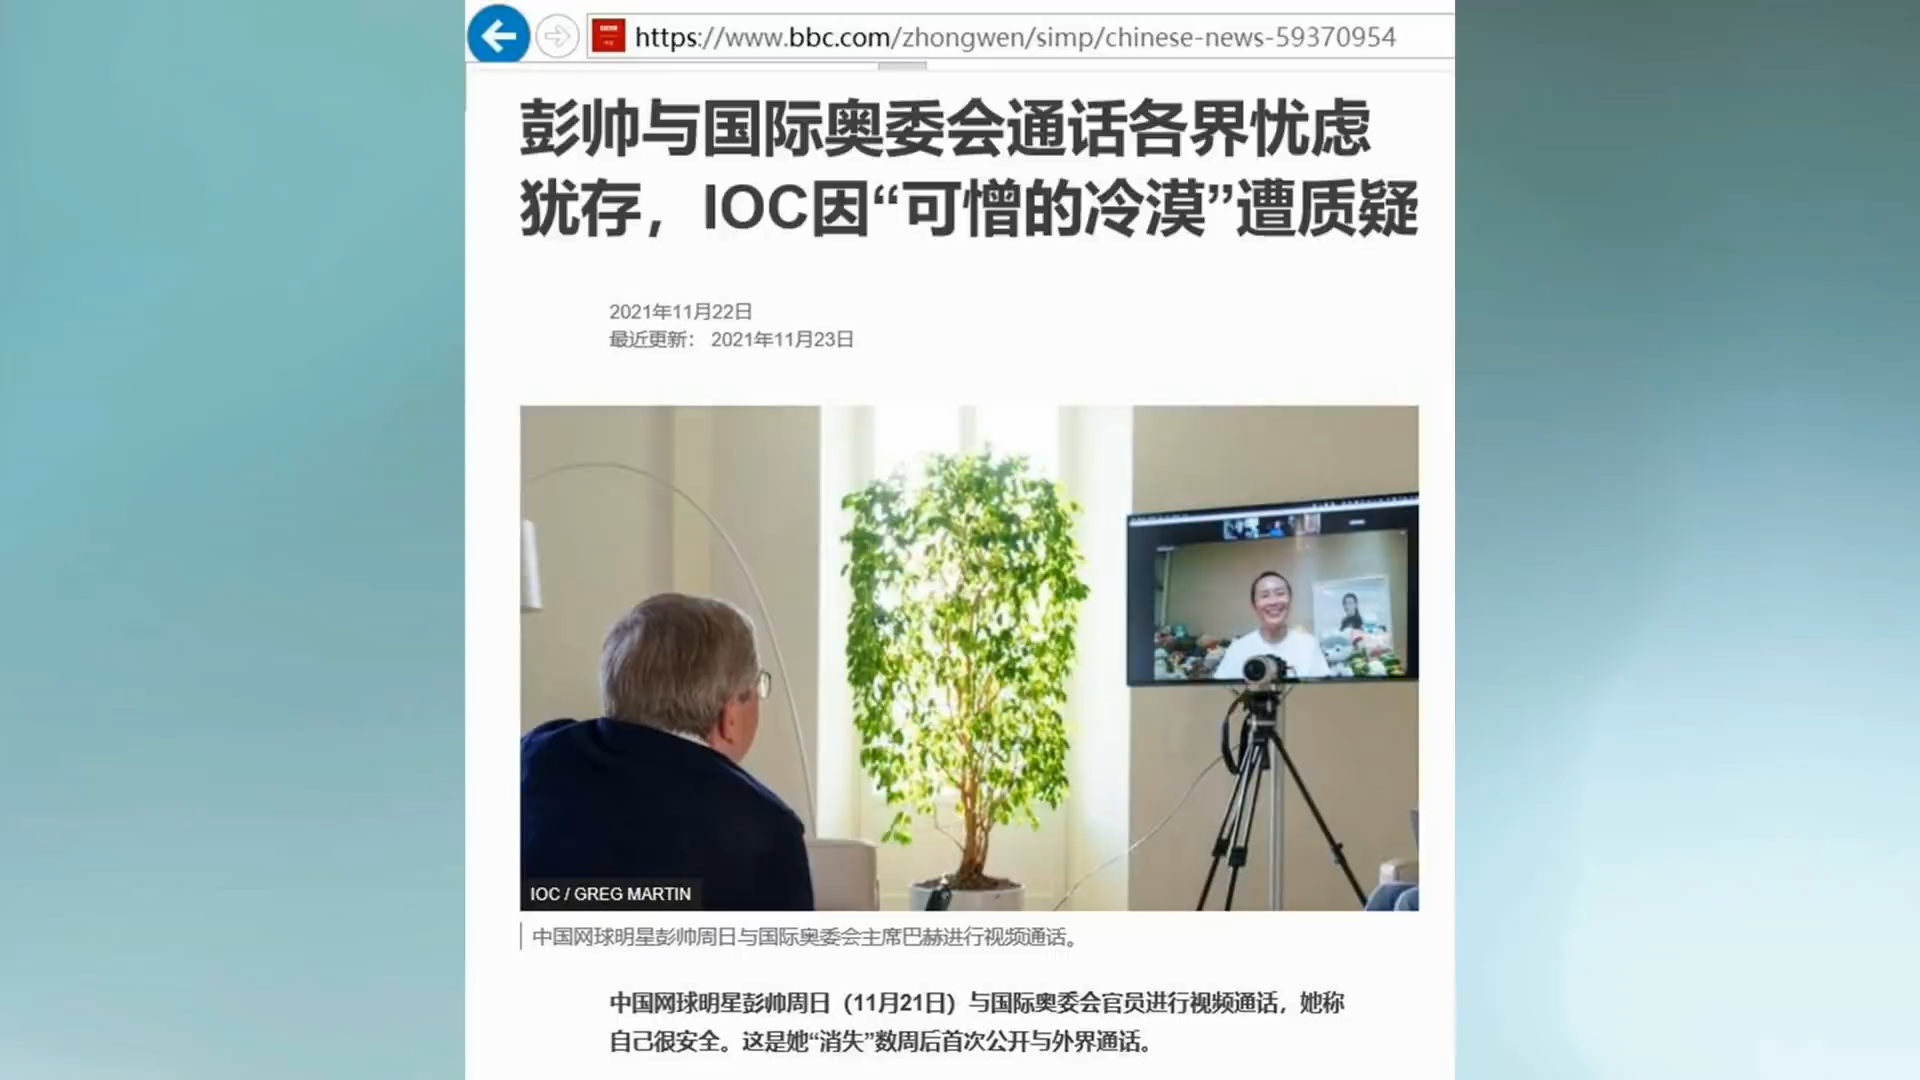 https://www.bbc.com/zhongwen/simp/chinese-news-59370954
彭帅与国际奥委会通话各界忧虑
犹存，IOC因“可憎的冷漠”遭质疑
2021年11月22日
最近更新： 2021年11月23日
IOC / GREG MARTIN
中国网球明星彭帅周日与国际奥委会主席巴赫进行视频通话。
中国网球明星彭帅周日（11月21日）与国际奥委会官员进行视频通话，她称
自己很安全。这是她“消失”数周后首次公开与外界通话。